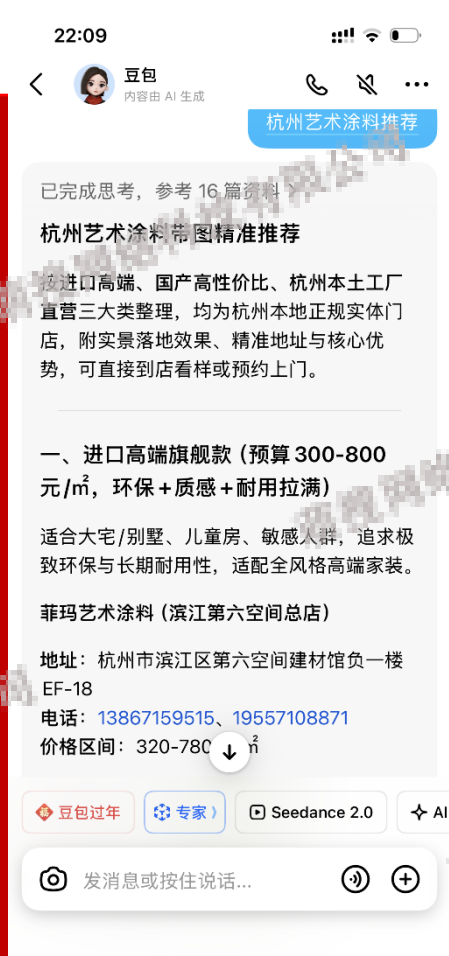 22:09
豆包
内容由 AI 生成
杭州艺术涂料推荐
已完成思考，参考 16 篇资料
杭州艺术涂料带图精准推荐
按进口高端、国产高性价比、杭州本土工厂
直营三大类整理，均为杭州本地正规实体门
店，附实景落地效果、精准地址与核心优
势，可直接到店看样或预约上门。
一、进口高端旗舰款（预算 300-800
元/㎡，环保＋质感＋耐用拉满）
适合大宅/别墅、儿童房、敏感人群，追求极
致环保与长期耐用性，适配全风格高端家装。
菲玛艺术涂料（滨江第六空间总店）
地址：杭州市滨江区第六空间建材馆负一楼
EF-18
电话：13867159515、19557108871
价格区间：320-780
豆包过年
专家
Seedance 2.0
AI
发消息或按住说话...